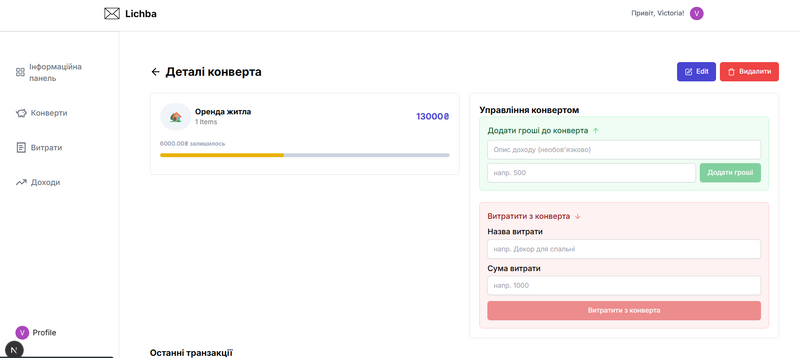 Lichba
Привіт, Victoria!
V
Інформаційна
панель
Конверти
Витрати
Доходи
V
Profile
N
Деталі конверта
Edit
Видалити
Оренда житла
1 Items
13000₴
6000.00₴ залишилось
Управління конвертом
Додати гроші до конверта ↑
Опис доходу (необов'язково)
напр. 500
Додати гроші
Витратити з конверта ↓
Назва витрати
напр. Декор для спальні
Сума витрати
напр. 1000
Витратити з конверта
Останні транзакції